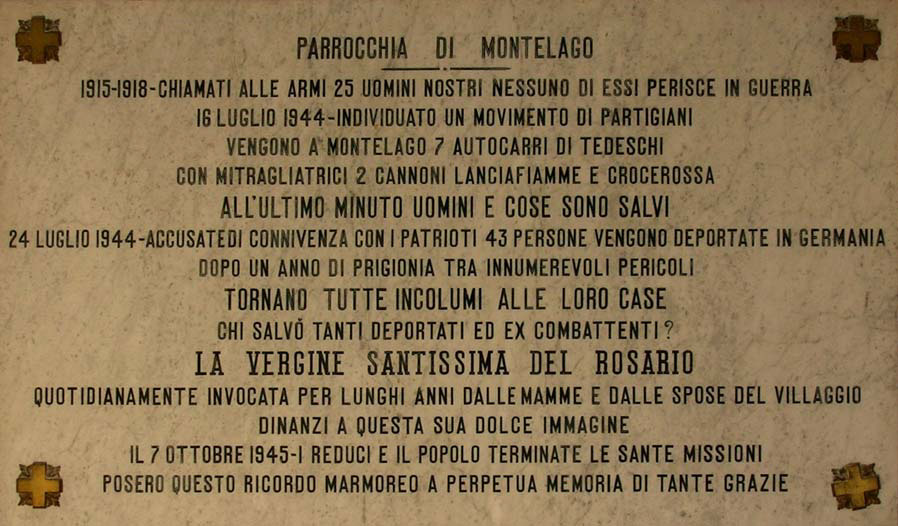 PARROCCHIA DI MONTELAGO
1915-1918-CHIAMATI ALLE ARMI 25 UOMINI NOSTRI NESSUNO DI ESSI PERISCE IN GUERRA
16 LUGLIO 1944-INDIVIDUATO UN MOVIMENTO DI PARTIGIANI
VENGONO A MONTELAGO 7 AUTOCARRI DI TEDESCHI
CON MITRAGLIATRICI 2 CANNONI LANCIAFIAMME E CROCEROSSA
ALL'ULTIMO MINUTO UOMINI E COSE SONO SALVI
24 LUGLIO 1944-ACCUSATEDI CONNIVENZA CON I PATRIOTI 43 PERSONE VENGONO DEPORTATE IN GERMANIA
DOPO UN ANNO DI PRIGIONIA TRA INNUMEREVOLI PERICOLI
TORNANO TUTTE INCOLUMI ALLE LORO CASE
CHI SALVÒ TANTI DEPORTATI ED EX COMBATTENTI?
LA VERGINE SANTISSIMA DEL ROSARIO
QUOTIDIANAMENTE INVOCATA PER LUNGHI ANNI DALLE MAMME E DALLE SPOSE DEL VILLAGGIO
DINANZI A QUESTA SUA DOLCE IMMAGINE
IL 7 OTTOBRE 1945-I REDUCI E IL POPOLO TERMINATE LE SANTE MISSIONI
POSERO QUESTO RICORDO MARMOREO A PERPETUA MEMORIA DI TANTE GRAZIE